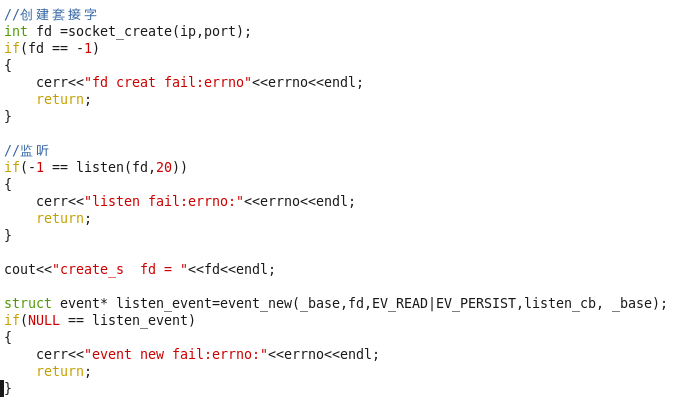 //创建套接字
int fd =socket_create(ip,port);
if(fd == -1)
{
    cerr<<"fd creat fail:errno"<<errno<<endl;
    return;
}

//监听
if(-1 == listen(fd,20))
{
    cerr<<"listen fail:errno:"<<errno<<endl;
    return;
}

cout<<"create_s  fd = "<<fd<<endl;

struct event* listen_event=event_new(_base,fd,EV_READ|EV_PERSIST,listen_cb, _base);
if(NULL == listen_event)
{
    cerr<<"event new fail:errno:"<<errno<<endl;
    return;
}